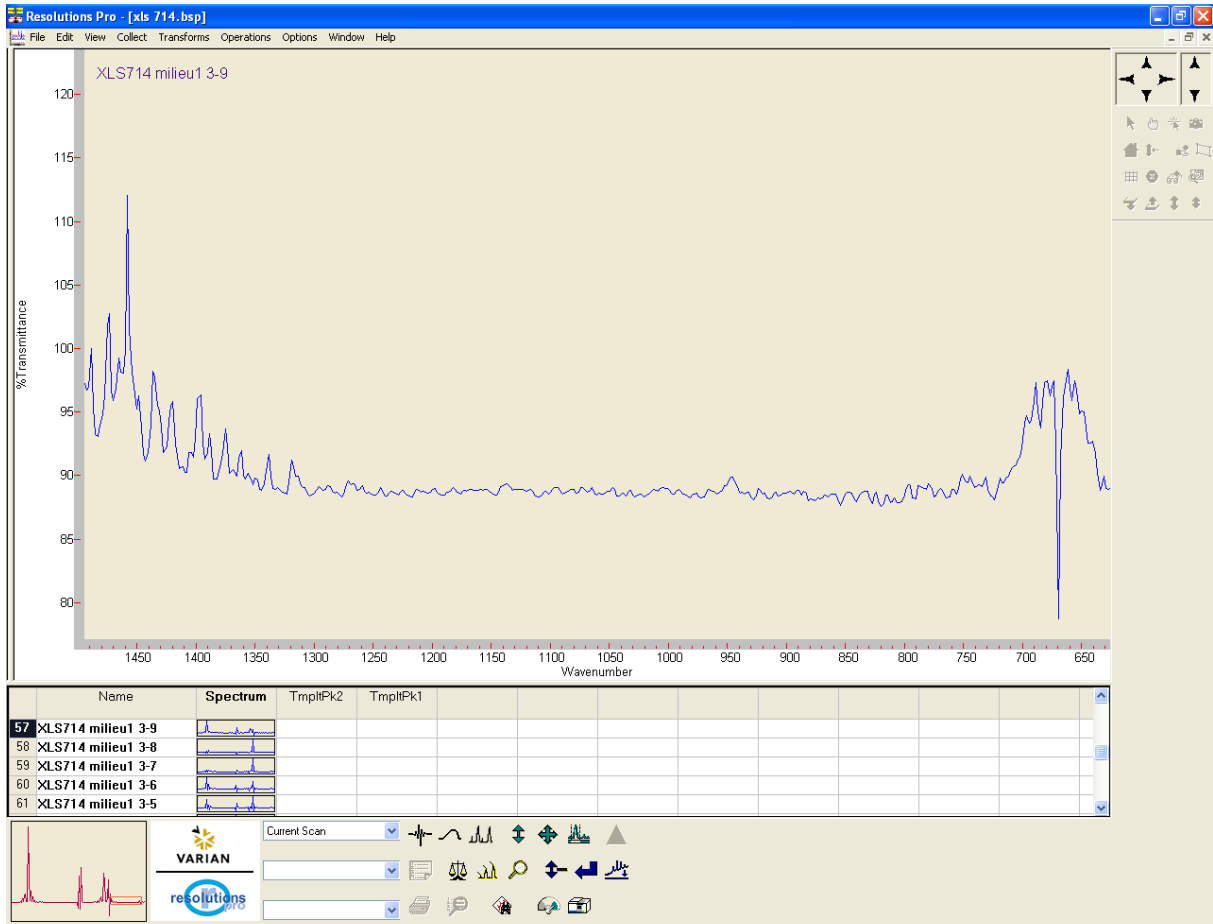 Resolutions Pro - [xls 714.bsp]
File Edit View Collect Transforms Operations Options Window Help
XLS714 milieu1 3-9
120
115
110
105
100
95
90
85
80
%Transmittance
1450 1400 1350 1300 1250 1200 1150 1100 1050 1000 950 900 850 800 750 700 650
Wavenumber
Name Spectrum TmpltPk2 TmpltPk1
57 XLS714 milieu1 3-9
58 XLS714 milieu1 3-8
59 XLS714 milieu1 3-7
60 XLS714 milieu1 3-6
61 XLS714 milieu1 3-5
Current Scan
VARIAN
resolutions
pro